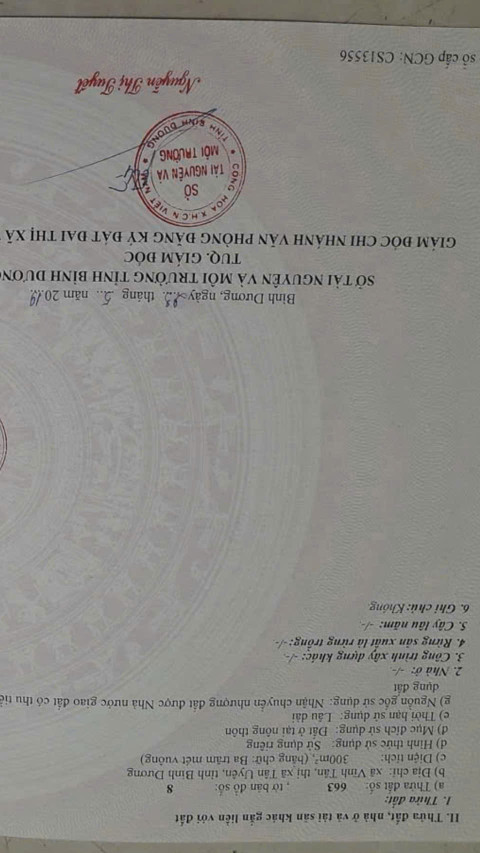 II. Thửa đất, nhà ở và tài sản khác gắn liền với đất
1. Thửa đất:
a) Thửa đất số: 663 , tờ bản đồ số: 8
b) Địa chỉ: xã Vĩnh Tân, thị xã Tân Uyên, tỉnh Bình Dương
c) Diện tích: 300m², (bằng chữ: Ba trăm mét vuông)
d) Hình thức sử dụng: Sử dụng riêng
đ) Mục đích sử dụng: Đất ở tại nông thôn
e) Thời hạn sử dụng: Lâu dài
g) Nguồn gốc sử dụng: Nhận chuyển nhượng đất được Nhà nước giao đất có thu
dụng đất
2. Nhà ở: -/-
3. Công trình xây dựng khác: -/-
4. Rừng sản xuất là rừng trồng: -/-
5. Cây lâu năm: -/-
6. Ghi chú: Không
Bình Dương, ngày tháng 5 năm 2019
SỞ TÀI NGUYÊN VÀ MÔI TRƯỜNG TỈNH BÌNH DƯƠNG
TUQ. GIÁM ĐỐC
GIÁM ĐỐC CHI NHÁNH VĂN PHÒNG ĐĂNG KÝ ĐẤT ĐAI THỊ XÃ
CỘNG HÒA X.H.C.N VIỆT NAM
SỞ
TÀI NGUYÊN VÀ
MÔI TRƯỜNG
TỈNH BÌNH DƯƠNG
Nguyễn Thị Tuyết
số cấp GCN: CS13556